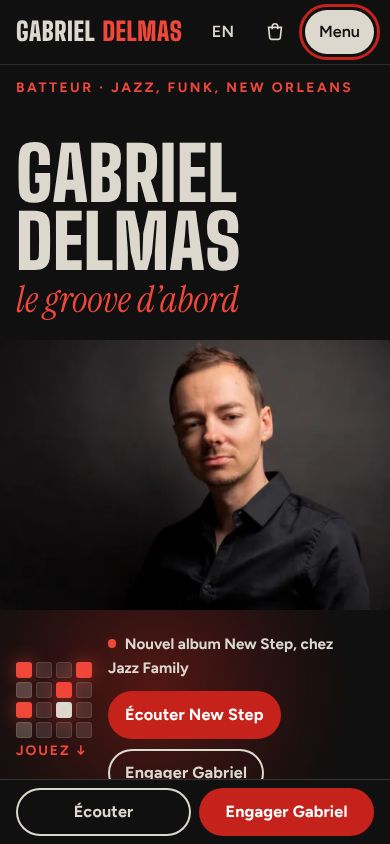 GABRIEL DELMAS EN Menu
BATTEUR · JAZZ, FUNK, NEW ORLEANS
GABRIEL
DELMAS
le groove d’abord
Nouvel album New Step, chez
Jazz Family
Écouter New Step
JOUEZ ↓
Engager Gabriel
Écouter
Engager Gabriel